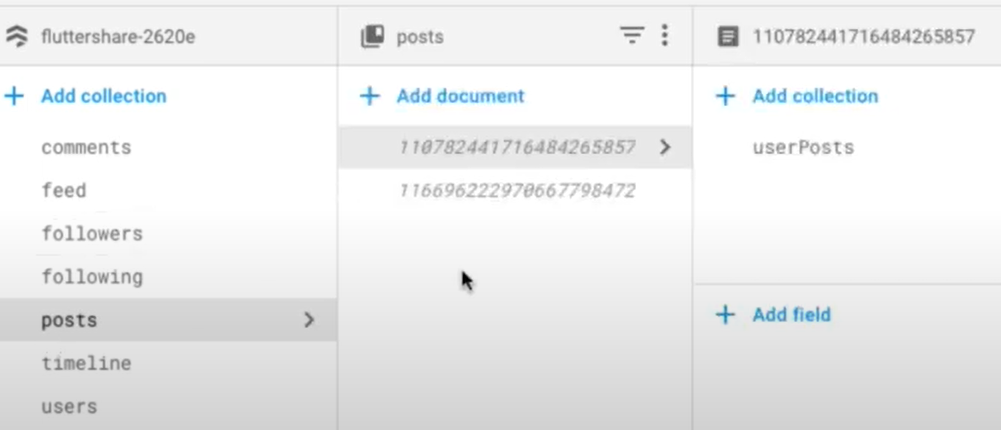 fluttershare-2620e
Add collection
comments
feed
followers
following
posts
timeline
users
posts
Add document
110782441716484265857
116696222970667798472
110782441716484265857
Add collection
userPosts
Add field